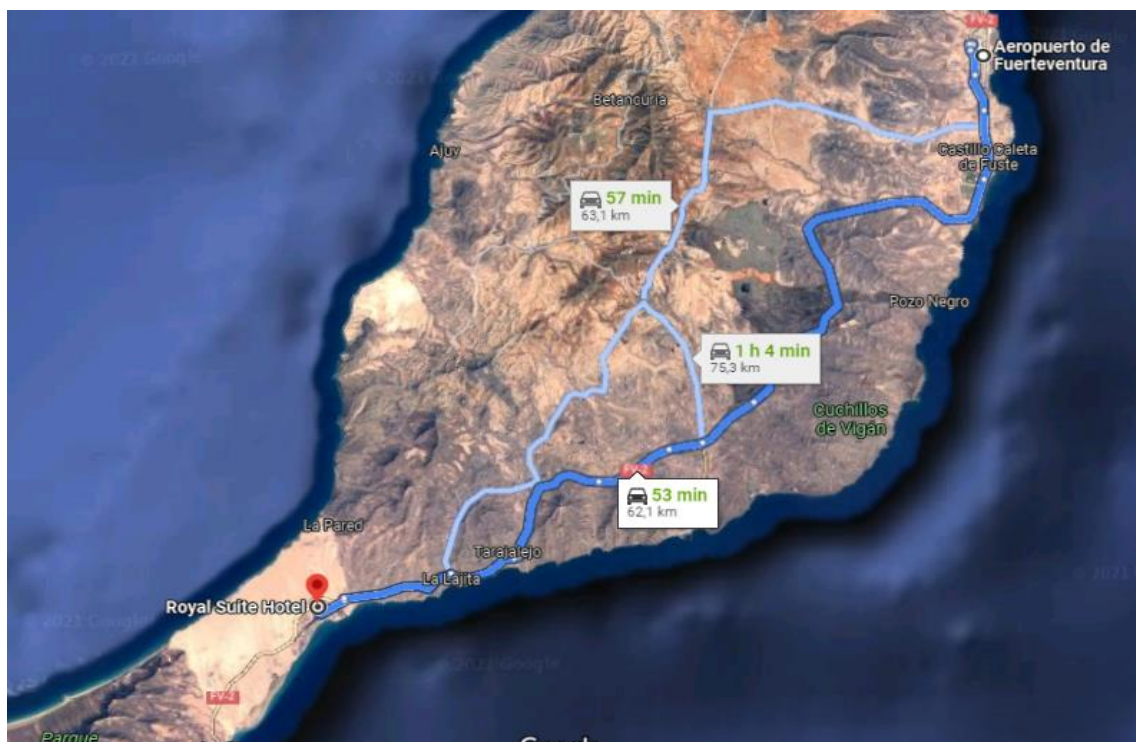 FV-2
Aeropuerto de
Fuerteventura
© 2021 Google
Betancuria
Ajuy
Castillo Caleta
de Fuste
57 min
63,1 km
Pozo Negro
1 h 4 min
75,3 km
Cuchillos
de Vigán
FV-2
53 min
62,1 km
La Pared
Tarajalejo
La Lajita
© 2021
Royal Suite Hotel
© 2021 Google
© 2021 Google
FV-2
Parque
Google